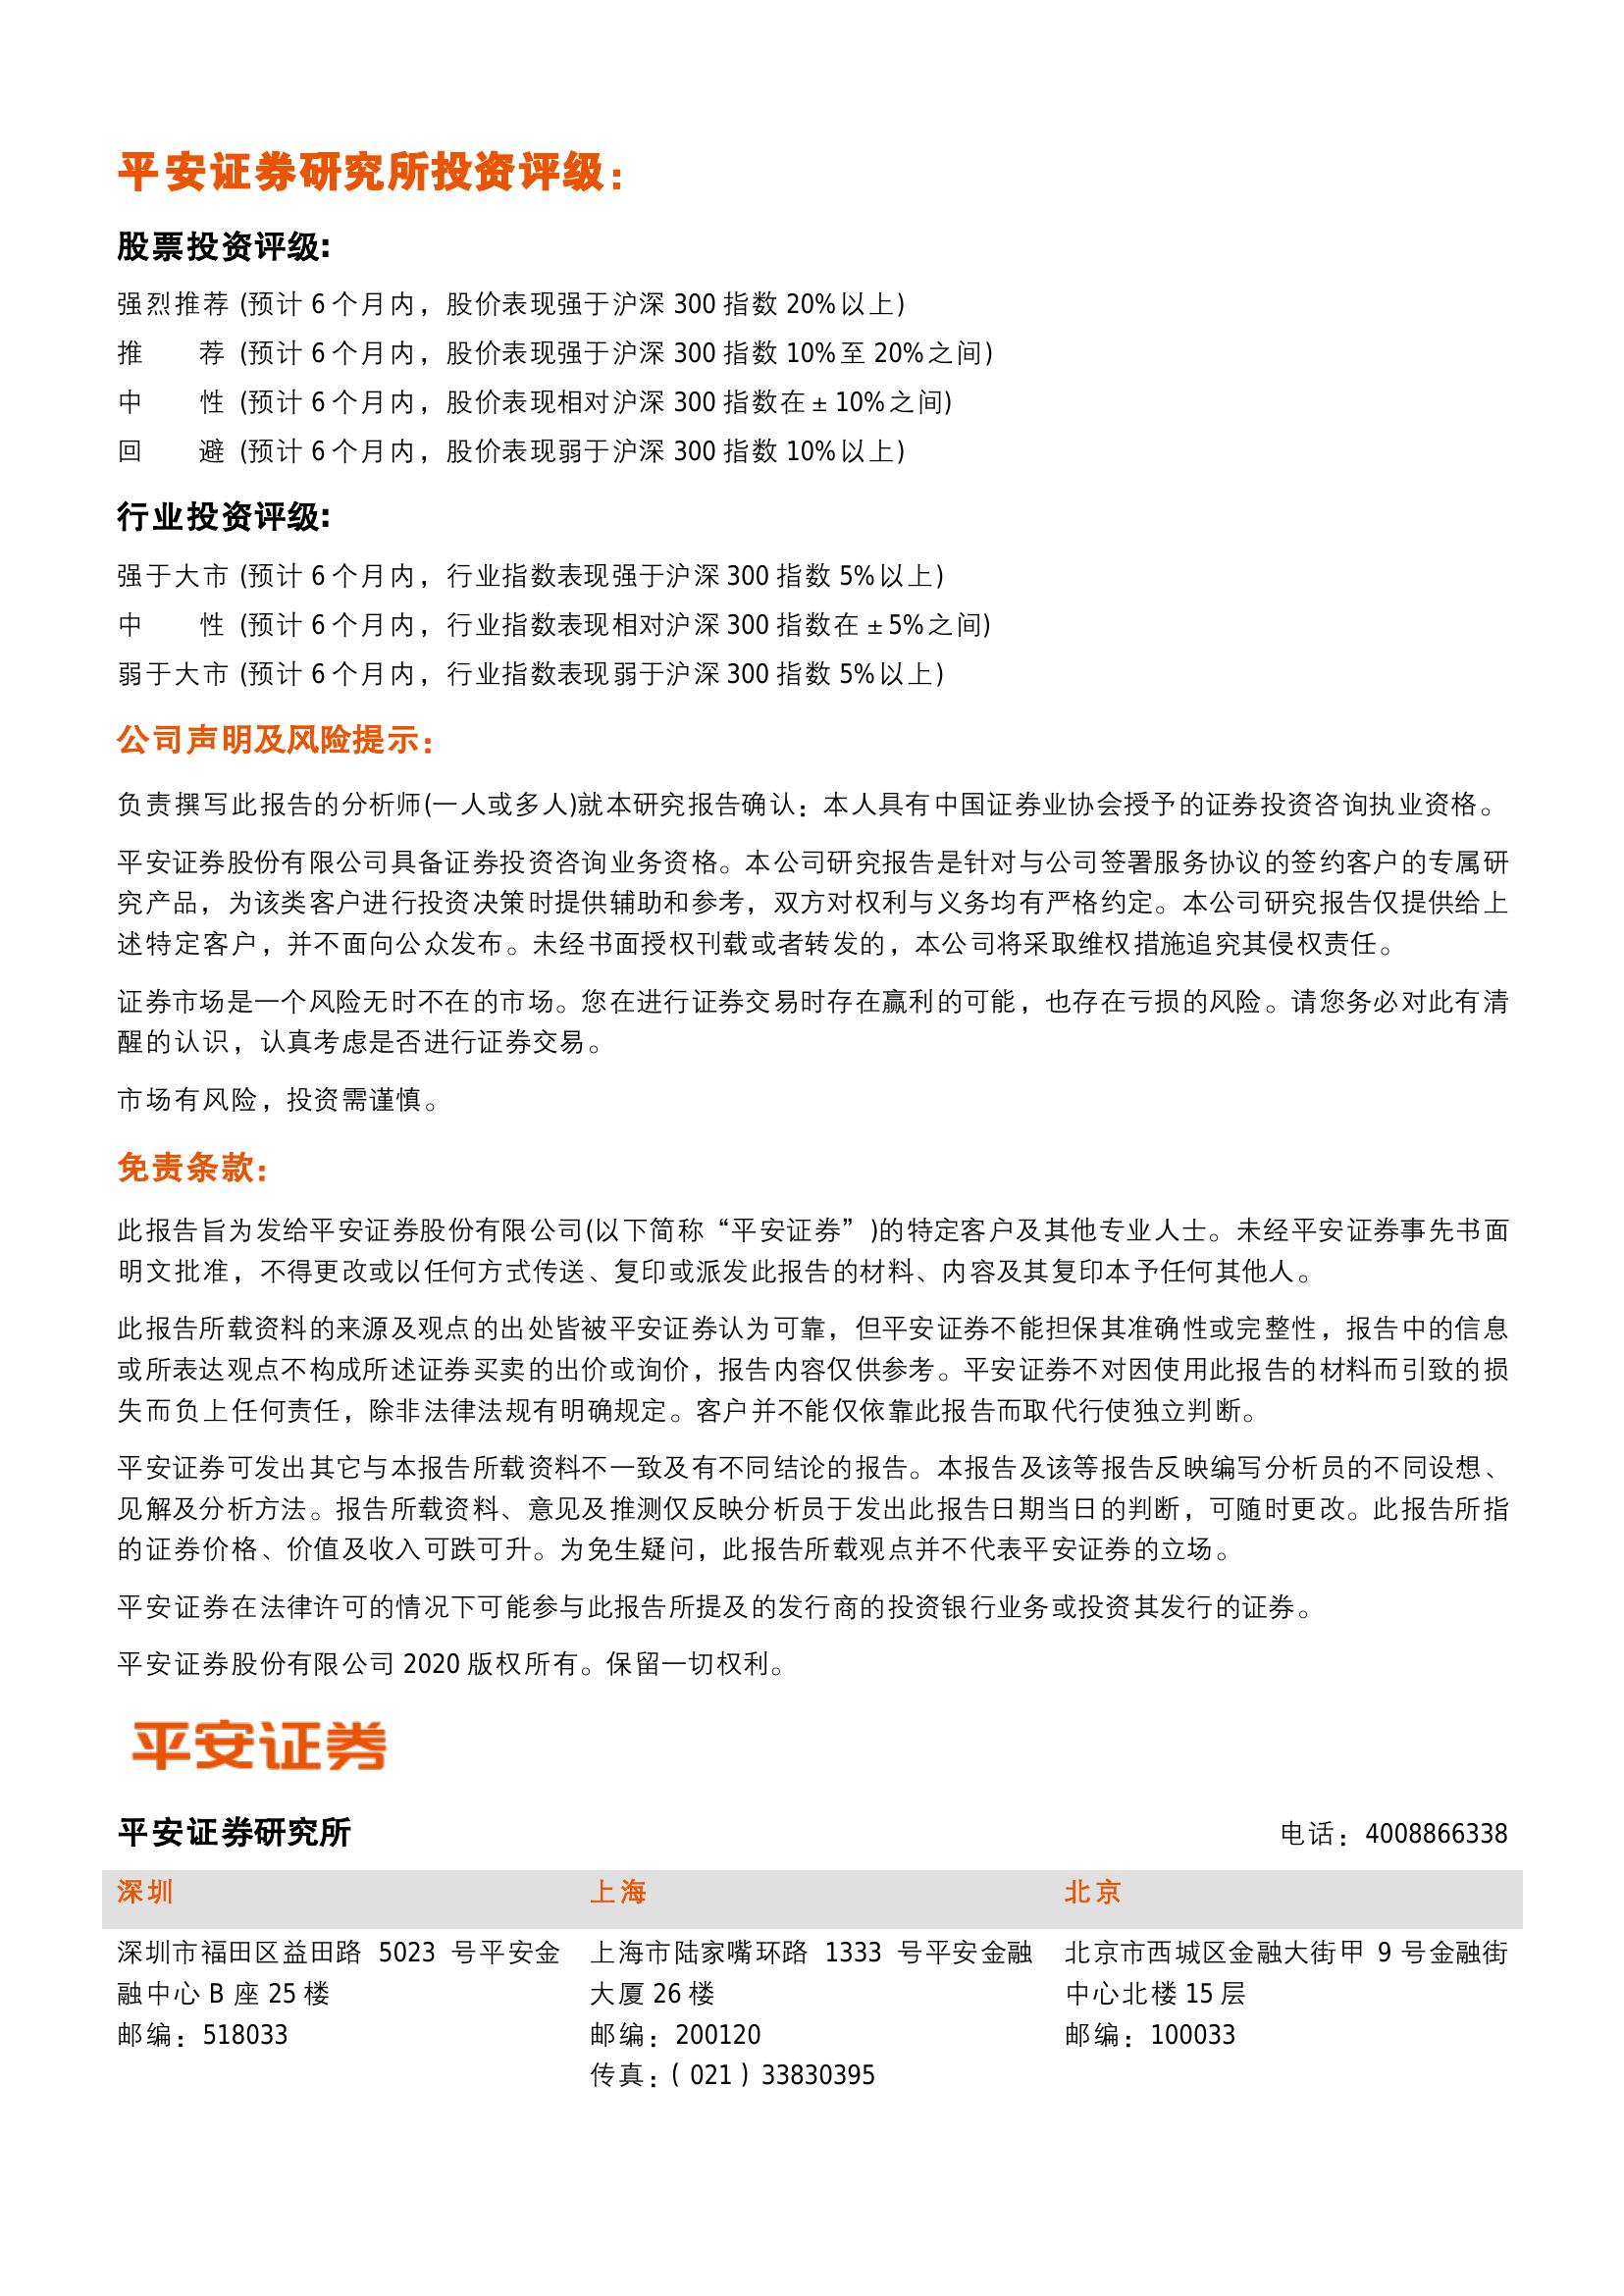 平安证券研究所投资评级：
股票投资评级:
强烈推荐 (预计 6 个月内，股价表现强于沪深 300 指数 20%以上)
推　　荐 (预计 6 个月内，股价表现强于沪深 300 指数 10%至 20%之间)
中　　性 (预计 6 个月内，股价表现相对沪深 300 指数在 ± 10%之间)
回　　避 (预计 6 个月内，股价表现弱于沪深 300 指数 10%以上)
行业投资评级:
强于大市 (预计 6 个月内，行业指数表现强于沪深 300 指数 5%以上)
中　　性 (预计 6 个月内，行业指数表现相对沪深 300 指数在 ± 5%之间)
弱于大市 (预计 6 个月内，行业指数表现弱于沪深 300 指数 5%以上)
公司声明及风险提示：
负责撰写此报告的分析师(一人或多人)就本研究报告确认：本人具有中国证券业协会授予的证券投资咨询执业资格。
平安证券股份有限公司具备证券投资咨询业务资格。本公司研究报告是针对与公司签署服务协议的签约客户的专属研
究产品，为该类客户进行投资决策时提供辅助和参考，双方对权利与义务均有严格约定。本公司研究报告仅提供给上
述特定客户，并不面向公众发布。未经书面授权刊载或者转发的，本公司将采取维权措施追究其侵权责任。
证券市场是一个风险无时不在的市场。您在进行证券交易时存在赢利的可能，也存在亏损的风险。请您务必对此有清
醒的认识，认真考虑是否进行证券交易。
市场有风险，投资需谨慎。
免责条款：
此报告旨为发给平安证券股份有限公司(以下简称“平安证券”)的特定客户及其他专业人士。未经平安证券事先书面
明文批准，不得更改或以任何方式传送、复印或派发此报告的材料、内容及其复印本予任何其他人。
此报告所载资料的来源及观点的出处皆被平安证券认为可靠，但平安证券不能担保其准确性或完整性，报告中的信息
或所表达观点不构成所述证券买卖的出价或询价，报告内容仅供参考。平安证券不对因使用此报告的材料而引致的损
失而负上任何责任，除非法律法规有明确规定。客户并不能仅依靠此报告而取代行使独立判断。
平安证券可发出其它与本报告所载资料不一致及有不同结论的报告。本报告及该等报告反映编写分析员的不同设想、
见解及分析方法。报告所载资料、意见及推测仅反映分析员于发出此报告日期当日的判断，可随时更改。此报告所指
的证券价格、价值及收入可跌可升。为免生疑问，此报告所载观点并不代表平安证券的立场。
平安证券在法律许可的情况下可能参与此报告所提及的发行商的投资银行业务或投资其发行的证券。
平安证券股份有限公司 2020 版权所有。保留一切权利。
平安证券
平安证券研究所 电话：4008866338
深圳 上海 北京
深圳市福田区益田路 5023 号平安金 上海市陆家嘴环路 1333 号平安金融 北京市西城区金融大街甲 9 号金融街
融中心 B 座 25 楼 大厦 26 楼 中心北楼 15 层
邮编：518033 邮编：200120 邮编：100033
传真：（021）33830395